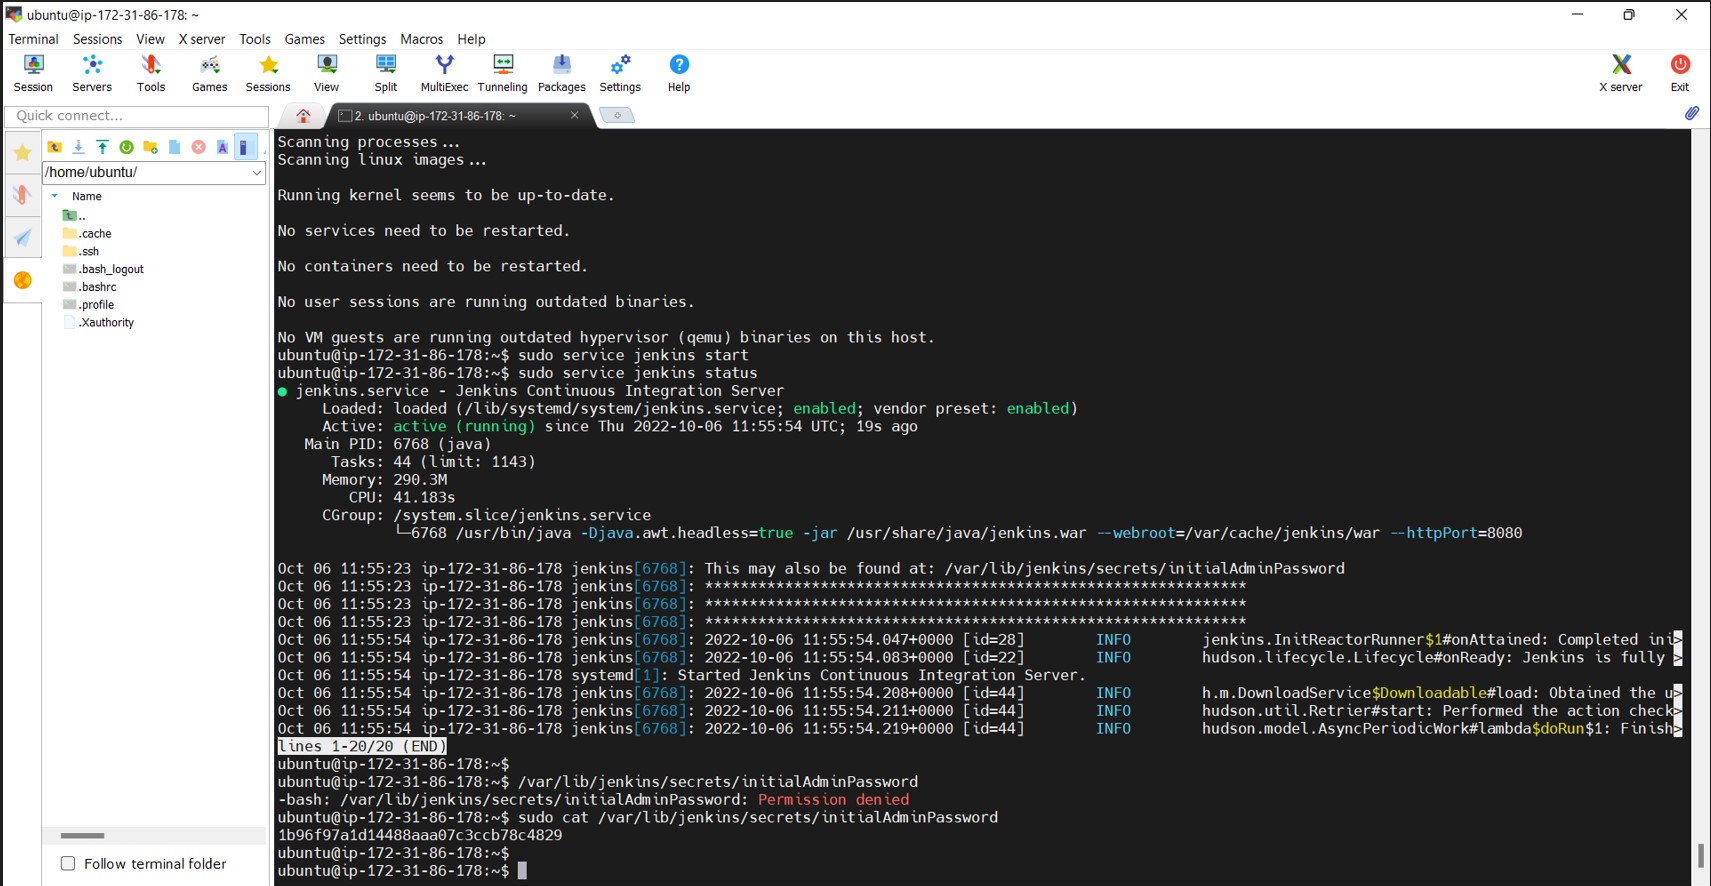 ubuntu@ip-172-31-86-178: ~
Terminal Sessions View X server Tools Games Settings Macros Help
Session Servers Tools Games Sessions View Split MultiExec Tunneling Packages Settings Help X server Exit
Quick connect...
2. ubuntu@ip-172-31-86-178: ~
/home/ubuntu/
Name
..
.cache
.ssh
.bash_logout
.bashrc
.profile
.Xauthority
Follow terminal folder
Scanning processes...
Scanning linux images...
Running kernel seems to be up-to-date.
No services need to be restarted.
No containers need to be restarted.
No user sessions are running outdated binaries.
No VM guests are running outdated hypervisor (qemu) binaries on this host.
ubuntu@ip-172-31-86-178:~$ sudo service jenkins start
ubuntu@ip-172-31-86-178:~$ sudo service jenkins status
● jenkins.service - Jenkins Continuous Integration Server
Loaded: loaded (/lib/systemd/system/jenkins.service; enabled; vendor preset: enabled)
Active: active (running) since Thu 2022-10-06 11:55:54 UTC; 19s ago
Main PID: 6768 (java)
Tasks: 44 (limit: 1143)
Memory: 290.3M
CPU: 41.183s
CGroup: /system.slice/jenkins.service
└─6768 /usr/bin/java -Djava.awt.headless=true -jar /usr/share/java/jenkins.war --webroot=/var/cache/jenkins/war --httpPort=8080
Oct 06 11:55:23 ip-172-31-86-178 jenkins[6768]: This may also be found at: /var/lib/jenkins/secrets/initialAdminPassword
Oct 06 11:55:23 ip-172-31-86-178 jenkins[6768]: *************************************************************
Oct 06 11:55:23 ip-172-31-86-178 jenkins[6768]: *************************************************************
Oct 06 11:55:23 ip-172-31-86-178 jenkins[6768]: *************************************************************
Oct 06 11:55:54 ip-172-31-86-178 jenkins[6768]: 2022-10-06 11:55:54.047+0000 [id=28] INFO jenkins.InitReactorRunner$1#onAttained: Completed ini>
Oct 06 11:55:54 ip-172-31-86-178 jenkins[6768]: 2022-10-06 11:55:54.083+0000 [id=22] INFO hudson.lifecycle.Lifecycle#onReady: Jenkins is fully >
Oct 06 11:55:54 ip-172-31-86-178 systemd[1]: Started Jenkins Continuous Integration Server.
Oct 06 11:55:54 ip-172-31-86-178 jenkins[6768]: 2022-10-06 11:55:54.208+0000 [id=44] INFO h.m.DownloadService$Downloadable#load: Obtained the u>
Oct 06 11:55:54 ip-172-31-86-178 jenkins[6768]: 2022-10-06 11:55:54.211+0000 [id=44] INFO hudson.util.Retrier#start: Performed the action check>
Oct 06 11:55:54 ip-172-31-86-178 jenkins[6768]: 2022-10-06 11:55:54.219+0000 [id=44] INFO hudson.model.AsyncPeriodicWork#lambda$doRun$1: Finish>
lines 1-20/20 (END)
ubuntu@ip-172-31-86-178:~$
ubuntu@ip-172-31-86-178:~$ /var/lib/jenkins/secrets/initialAdminPassword
-bash: /var/lib/jenkins/secrets/initialAdminPassword: Permission denied
ubuntu@ip-172-31-86-178:~$ sudo cat /var/lib/jenkins/secrets/initialAdminPassword
1b96f97a1d14488aaa07c3ccb78c4829
ubuntu@ip-172-31-86-178:~$
ubuntu@ip-172-31-86-178:~$